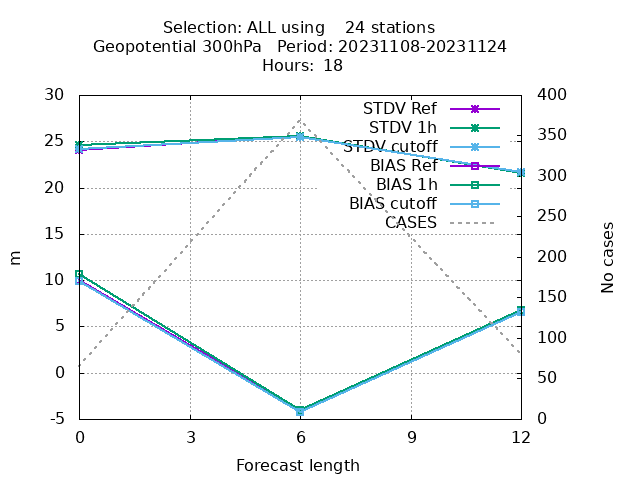 Selection: ALL using    24 stations
Geopotential 300hPa   Period: 20231108-20231124
Hours: 18
30
25
20
15
10
5
0
-5
m
STDV Ref
STDV 1h
STDV cutoff
BIAS Ref
BIAS 1h
BIAS cutoff
CASES
400
350
300
250
200
150
100
50
0
No cases
0 3 6 9 12
Forecast length